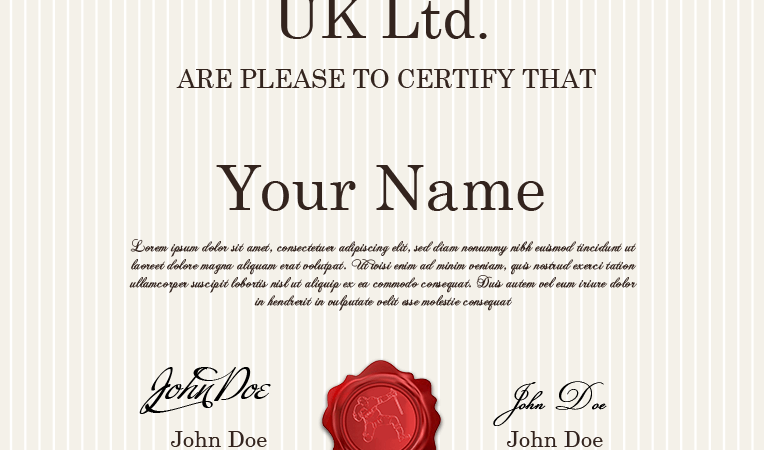 UK Ltd.
ARE PLEASE TO CERTIFY THAT
Your Name
Lorem ipsum dolor sit amet, consectetuer adipiscing elit, sed diam nonummy nibh euismod tincidunt ut
laoreet dolore magna aliquam erat volutpat. Ut wisi enim ad minim veniam, quis nostrud exerci tation
ullamcorper suscipit lobortis nisl ut aliquip ex ea commodo consequat. Duis autem vel eum iriure dolor
in hendrerit in vulputate velit esse molestie consequat
John Doe John Doe
John Doe John Doe